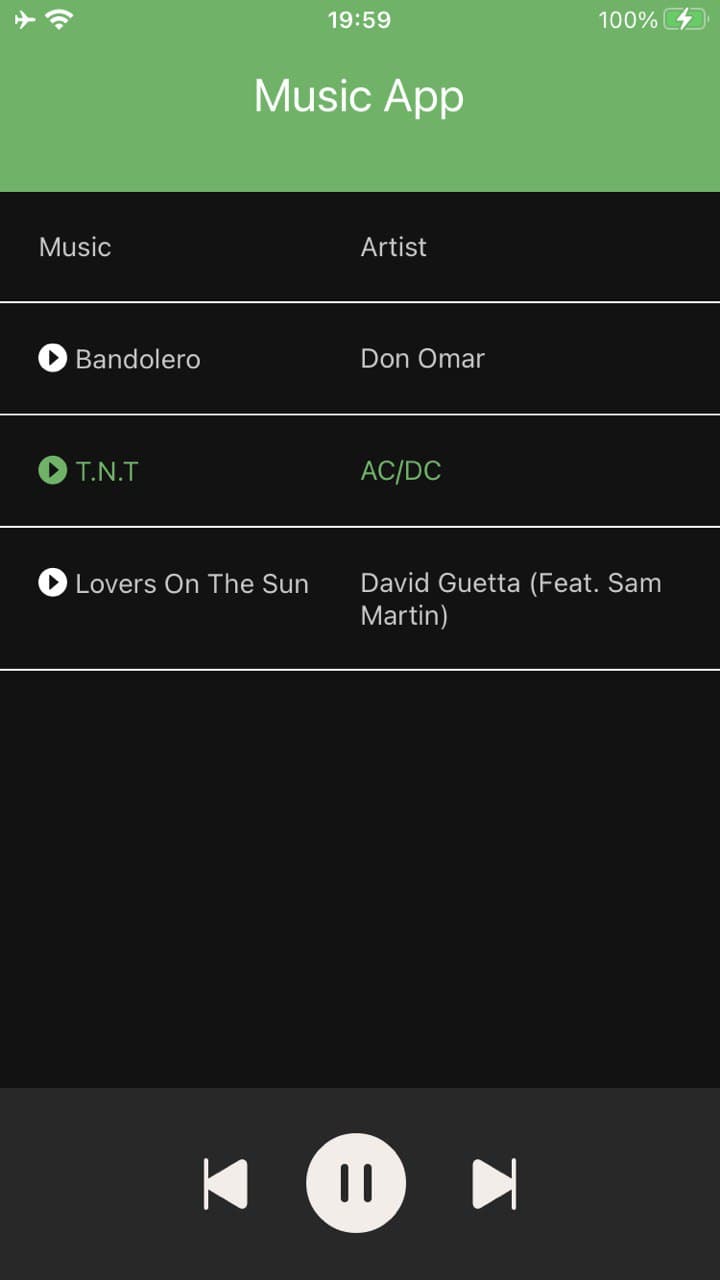 19:59 100%
Music App
Music Artist
Bandolero Don Omar
T.N.T AC/DC
Lovers On The Sun David Guetta (Feat. Sam
Martin)